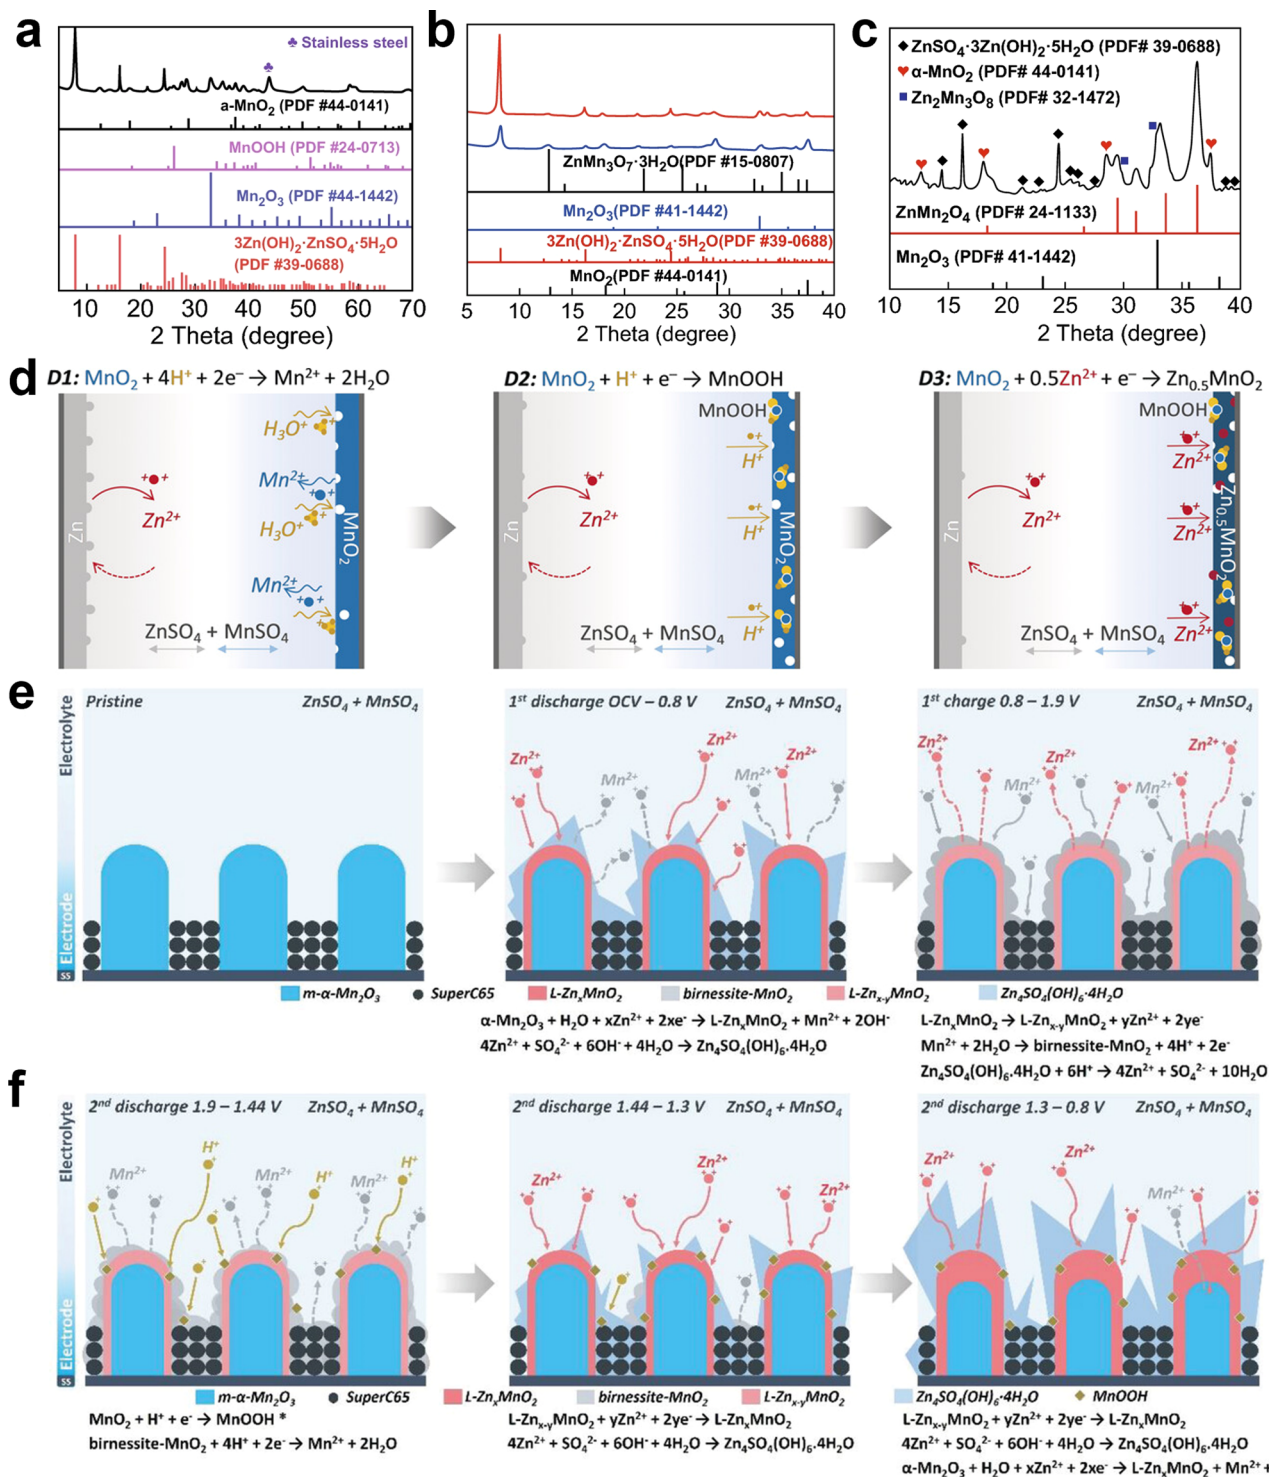 a
♣ Stainless steel
a-MnO₂ (PDF #44-0141)
MnOOH (PDF #24-0713)
Mn₂O₃ (PDF #44-1442)
3Zn(OH)₂·ZnSO₄·5H₂O
(PDF #39-0688)
10 20 30 40 50 60 70
2 Theta (degree)
b
ZnMn₃O₇·3H₂O(PDF #15-0807)
Mn₂O₃(PDF #41-1442)
3Zn(OH)₂·ZnSO₄·5H₂O(PDF #39-0688)
MnO₂(PDF #44-0141)
5 10 15 20 25 30 35 40
2 Theta (degree)
c
◆ ZnSO₄·3Zn(OH)₂·5H₂O (PDF# 39-0688)
♥ α-MnO₂ (PDF# 44-0141)
■ Zn₂Mn₃O₈ (PDF# 32-1472)
ZnMn₂O₄ (PDF# 24-1133)
Mn₂O₃ (PDF# 41-1442)
10 15 20 25 30 35 40
2 Theta (degree)
d
D1: MnO₂ + 4H⁺ + 2e⁻ → Mn²⁺ + 2H₂O
Zn
Zn²⁺
H₃O⁺
Mn²⁺
H₃O⁺
Mn²⁺
MnO₂
ZnSO₄ + MnSO₄
D2: MnO₂ + H⁺ + e⁻ → MnOOH
MnOOH
Zn
Zn²⁺
H⁺
H⁺
H⁺
MnO₂
ZnSO₄ + MnSO₄
D3: MnO₂ + 0.5Zn²⁺ + e⁻ → Zn₀.₅MnO₂
MnOOH
Zn
Zn²⁺
Zn²⁺
Zn²⁺
Zn²⁺
Zn₀.₅MnO₂
ZnSO₄ + MnSO₄
e
Electrolyte
Electrode
SS
Pristine ZnSO₄ + MnSO₄
1st discharge OCV – 0.8 V ZnSO₄ + MnSO₄
Zn²⁺ Mn²⁺ Zn²⁺ Mn²⁺ Zn²⁺
1st charge 0.8 – 1.9 V ZnSO₄ + MnSO₄
Zn²⁺ Mn²⁺ Zn²⁺ Mn²⁺ Zn²⁺
m-α-Mn₂O₃ SuperC65 L-ZnₓMnO₂ birnessite-MnO₂ L-Znₓ₋ᵧMnO₂ Zn₄SO₄(OH)₆·4H₂O
α-Mn₂O₃ + H₂O + xZn²⁺ + 2xe⁻ → L-ZnₓMnO₂ + Mn²⁺ + 2OH⁻
4Zn²⁺ + SO₄²⁻ + 6OH⁻ + 4H₂O → Zn₄SO₄(OH)₆.4H₂O
L-ZnₓMnO₂ → L-Znₓ₋ᵧMnO₂ + yZn²⁺ + 2ye⁻
Mn²⁺ + 2H₂O → birnessite-MnO₂ + 4H⁺ + 2e⁻
Zn₄SO₄(OH)₆.4H₂O + 6H⁺ → 4Zn²⁺ + SO₄²⁻ + 10H₂O
f
Electrolyte
Electrode
SS
2nd discharge 1.9 – 1.44 V ZnSO₄ + MnSO₄
Mn²⁺ H⁺ Mn²⁺ H⁺ Mn²⁺ H⁺
2nd discharge 1.44 – 1.3 V ZnSO₄ + MnSO₄
Zn²⁺ Zn²⁺ Zn²⁺
2nd discharge 1.3 – 0.8 V ZnSO₄ + MnSO₄
Zn²⁺ Zn²⁺ Mn²⁺ Zn²⁺
m-α-Mn₂O₃ SuperC65 L-ZnₓMnO₂ birnessite-MnO₂ L-Znₓ₋ᵧMnO₂ Zn₄SO₄(OH)₆·4H₂O MnOOH
MnO₂ + H⁺ + e⁻ → MnOOH *
birnessite-MnO₂ + 4H⁺ + 2e⁻ → Mn²⁺ + 2H₂O
L-Znₓ₋ᵧMnO₂ + yZn²⁺ + 2ye⁻ → L-ZnₓMnO₂
4Zn²⁺ + SO₄²⁻ + 6OH⁻ + 4H₂O → Zn₄SO₄(OH)₆.4H₂O
L-Znₓ₋ᵧMnO₂ + yZn²⁺ + 2ye⁻ → L-ZnₓMnO₂
4Zn²⁺ + SO₄²⁻ + 6OH⁻ + 4H₂O → Zn₄SO₄(OH)₆.4H₂O
α-Mn₂O₃ + H₂O + xZn²⁺ + 2xe⁻ → L-ZnₓMnO₂ + Mn²⁺ +